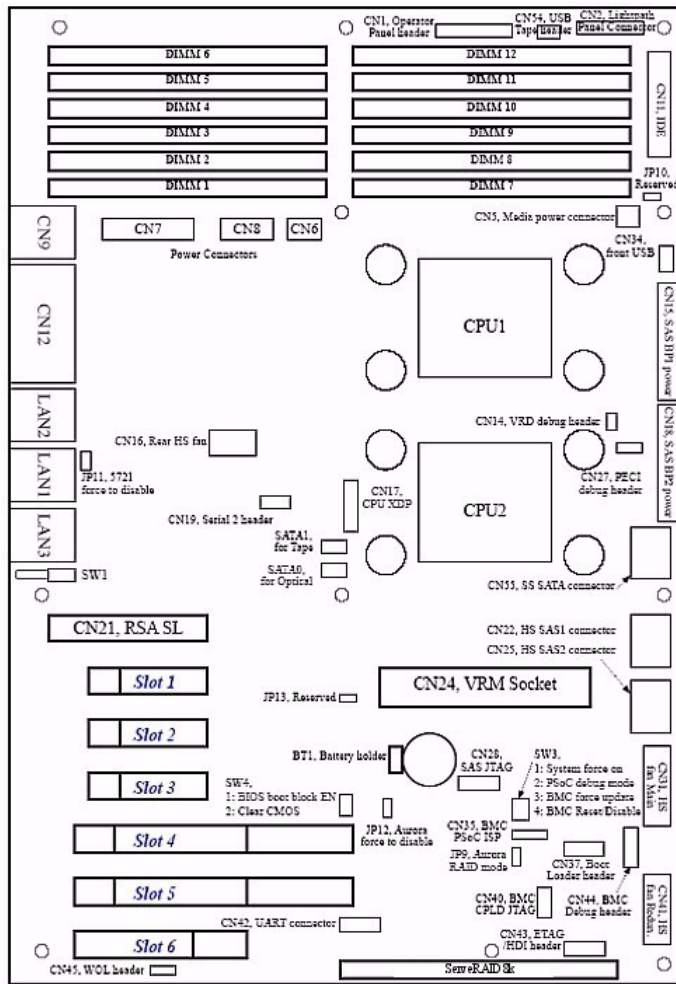 CN1, Operator
Panel header
CN54, USB
Tape header
CN2, Lightpath
Panel Connector
DIMM 6
DIMM 12
DIMM 5
DIMM 11
DIMM 4
DIMM 10
DIMM 3
DIMM 9
DIMM 2
DIMM 8
DIMM 1
DIMM 7
CN11, IDE
JP10,
Reserved
CN9
CN7
CN8
CN6
Power Connectors
CN5, Media power connector
CN34,
front USB
CN12
CPU1
CN15, SAS BP1 power
LAN2
CN16, Rear HS fan
CN14, VRD debug header
CN18, SAS BP2 power
LAN1
JP11, 5721
force to disable
CN17,
CPU XDP
CN27, PECI
debug header
CN19, Serial 2 header
CPU2
LAN3
SATA1,
for Tape
SATA0,
for Optical
SW1
CN55, SS SATA connector
CN21, RSA SL
CN22, HS SAS1 connector
CN25, HS SAS2 connector
Slot 1
CN24, VRM Socket
JP13, Reserved
Slot 2
BT1, Battery holder
CN28,
SAS JTAG
SW3,
1: System force on
2: PSoC debug mode
3: BMC force update
4: BMC Reset/Disable
CN31, HS
fan Main
Slot 3
SW4,
1: BIOS boot block EN
2: Clear CMOS
JP12, Aurora
force to disable
CN35, BMC
PSoC ISP
Slot 4
JP9, Aurora
RAID mode
CN37, Boot
Loader header
Slot 5
CN40, BMC
CPLD JTAG
CN44, BMC
Debug header
CN41, HS
fan Redun.
CN42, UART connector
Slot 6
CN43, ETAG
/HDI header
CN45, WOL header
ServeRAID 8k